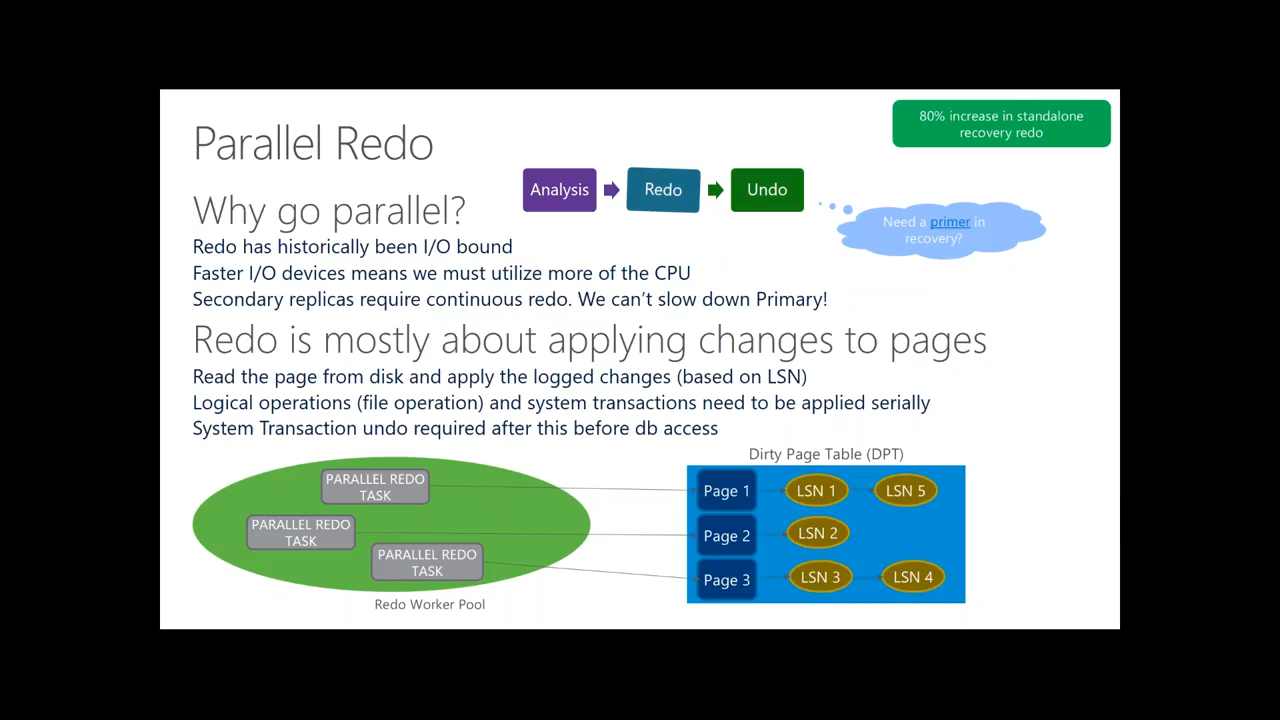 80% increase in standalone
recovery redo
Parallel Redo
Analysis
Redo
Undo
Why go parallel?
Need a primer in
recovery?
Redo has historically been I/O bound
Faster I/O devices means we must utilize more of the CPU
Secondary replicas require continuous redo. We can't slow down Primary!
Redo is mostly about applying changes to pages
Read the page from disk and apply the logged changes (based on LSN)
Logical operations (file operation) and system transactions need to be applied serially
System Transaction undo required after this before db access
PARALLEL REDO
TASK
PARALLEL REDO
TASK
PARALLEL REDO
TASK
Redo Worker Pool
Dirty Page Table (DPT)
Page 1
LSN 1
LSN 5
Page 2
LSN 2
Page 3
LSN 3
LSN 4